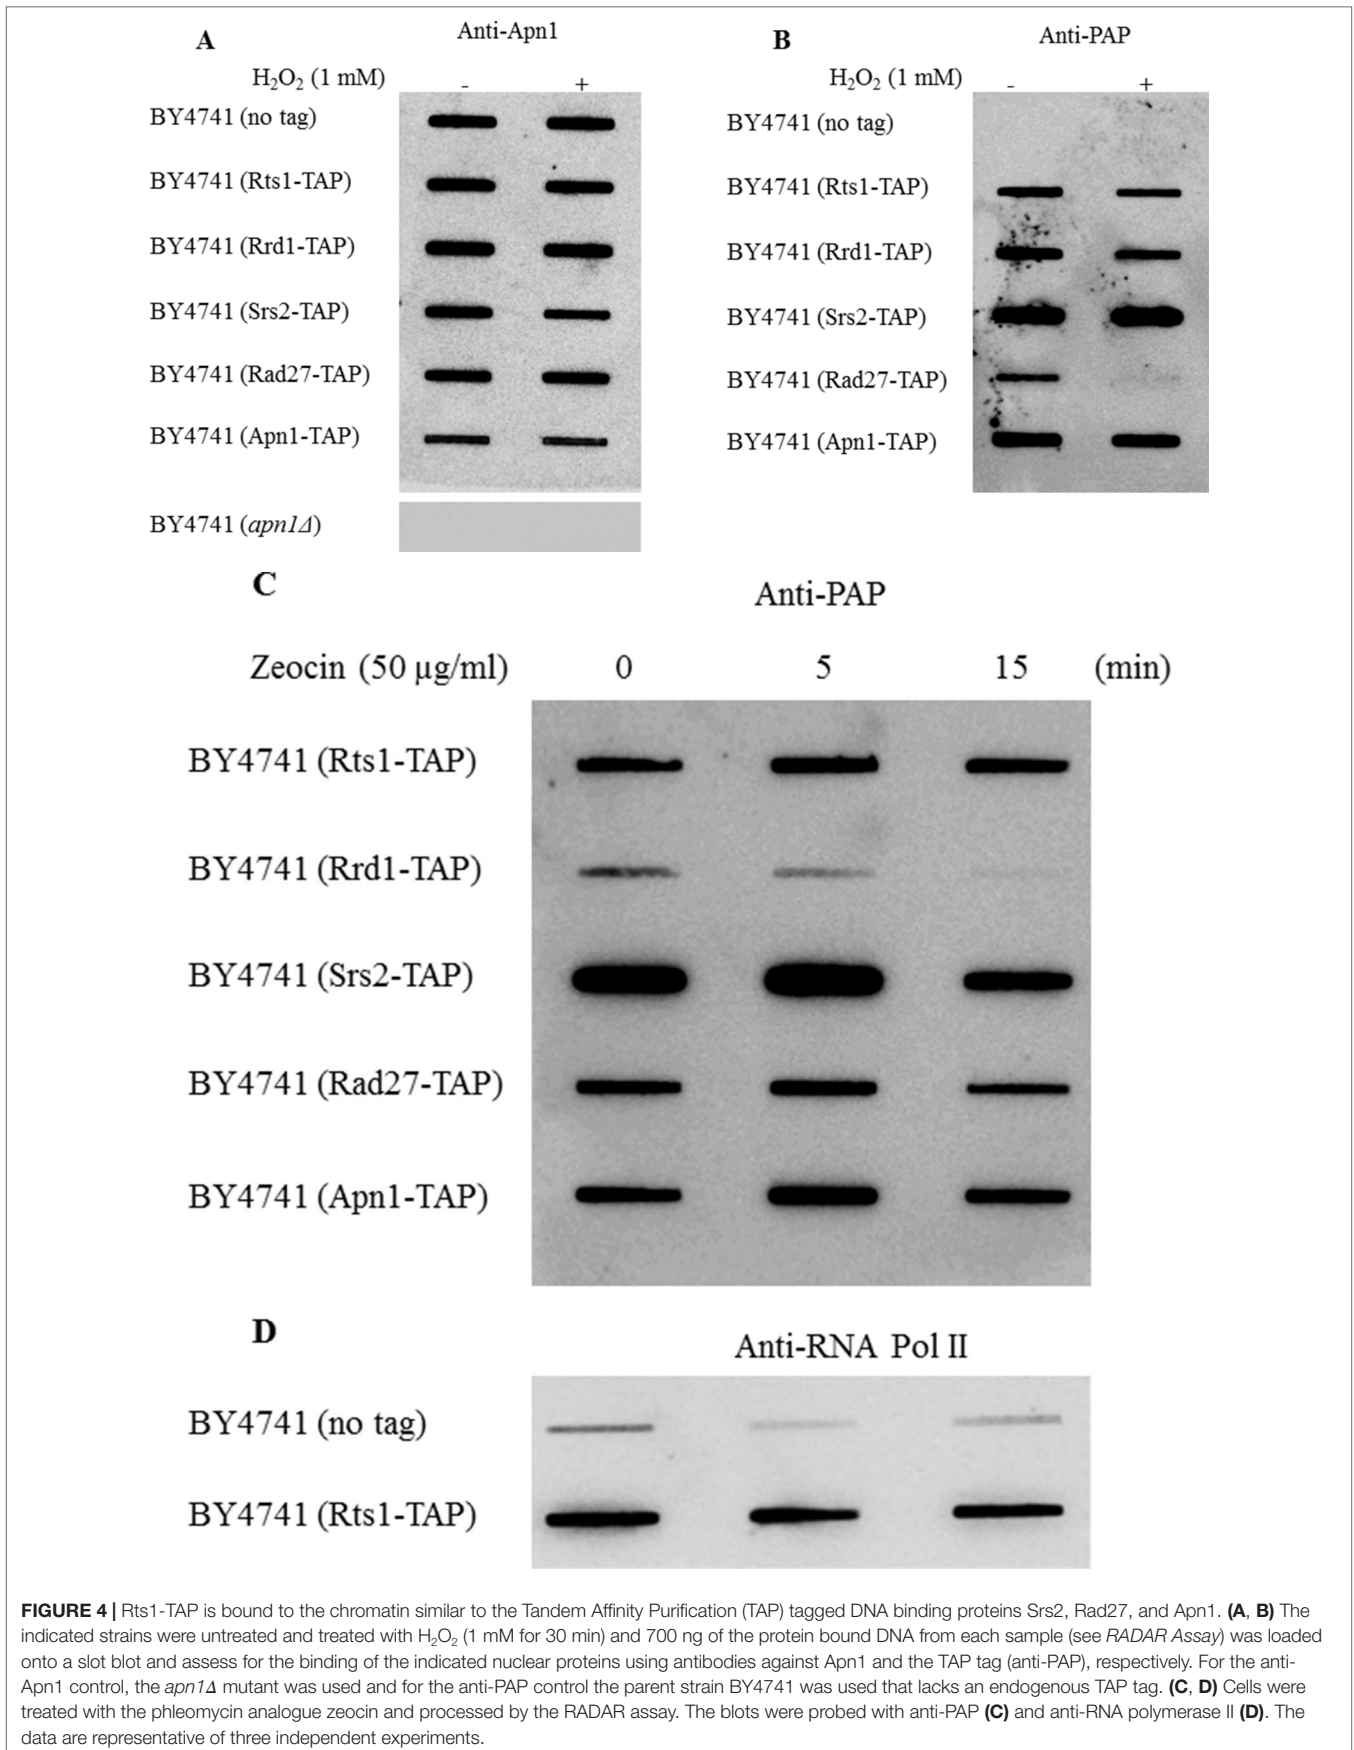 A
Anti-Apn1
H₂O₂ (1 mM)
- +
BY4741 (no tag)
BY4741 (Rts1-TAP)
BY4741 (Rrd1-TAP)
BY4741 (Srs2-TAP)
BY4741 (Rad27-TAP)
BY4741 (Apn1-TAP)
BY4741 (apn1Δ)
B
Anti-PAP
H₂O₂ (1 mM)
- +
BY4741 (no tag)
BY4741 (Rts1-TAP)
BY4741 (Rrd1-TAP)
BY4741 (Srs2-TAP)
BY4741 (Rad27-TAP)
BY4741 (Apn1-TAP)
C
Anti-PAP
Zeocin (50 µg/ml) 0 5 15 (min)
BY4741 (Rts1-TAP)
BY4741 (Rrd1-TAP)
BY4741 (Srs2-TAP)
BY4741 (Rad27-TAP)
BY4741 (Apn1-TAP)
D
Anti-RNA Pol II
BY4741 (no tag)
BY4741 (Rts1-TAP)
FIGURE 4 | Rts1-TAP is bound to the chromatin similar to the Tandem Affinity Purification (TAP) tagged DNA binding proteins Srs2, Rad27, and Apn1. (A, B) The
indicated strains were untreated and treated with H₂O₂ (1 mM for 30 min) and 700 ng of the protein bound DNA from each sample (see RADAR Assay) was loaded
onto a slot blot and assess for the binding of the indicated nuclear proteins using antibodies against Apn1 and the TAP tag (anti-PAP), respectively. For the anti-
Apn1 control, the apn1Δ mutant was used and for the anti-PAP control the parent strain BY4741 was used that lacks an endogenous TAP tag. (C, D) Cells were
treated with the phleomycin analogue zeocin and processed by the RADAR assay. The blots were probed with anti-PAP (C) and anti-RNA polymerase II (D). The
data are representative of three independent experiments.